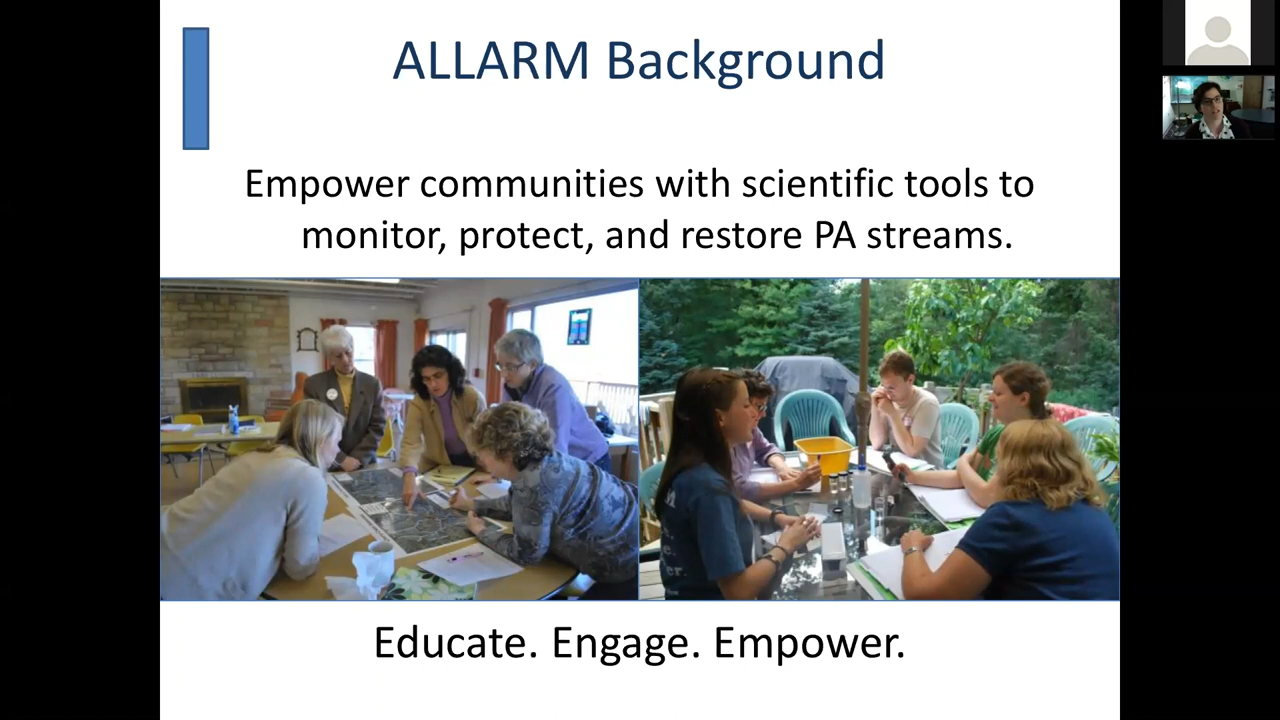 ALLARM Background
Empower communities with scientific tools to
monitor, protect, and restore PA streams.
Educate. Engage. Empower.